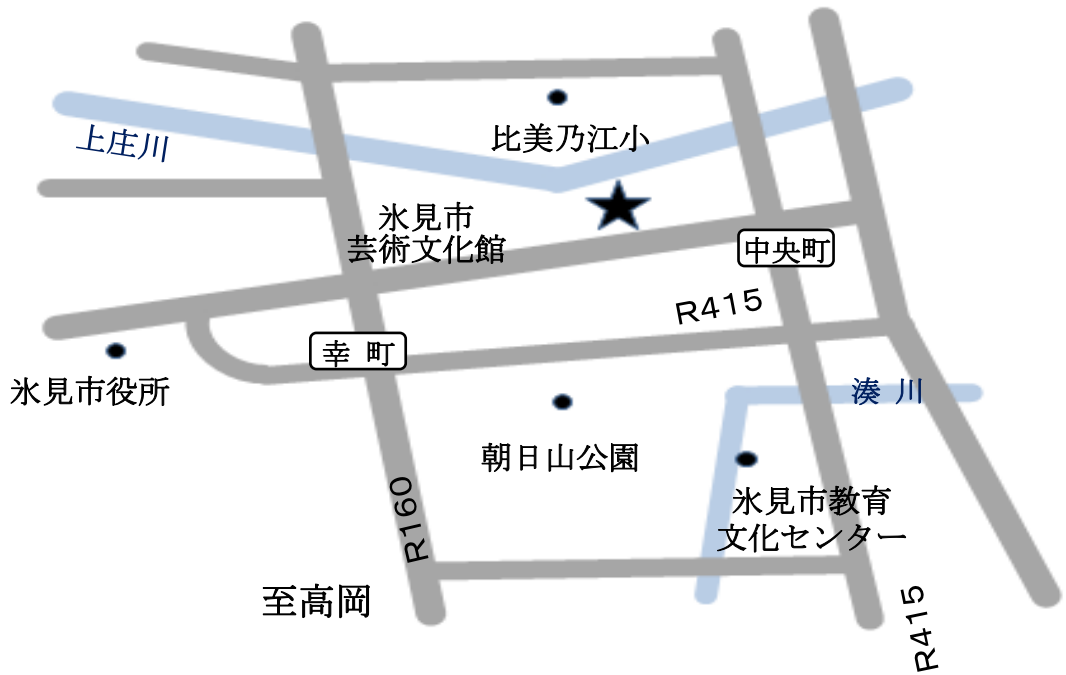 比美乃江小
上庄川
氷見市
芸術文化館
中央町
R415
幸 町
氷見市役所
湊 川
朝日山公園
氷見市教育
文化センター
R160
至高岡
R415